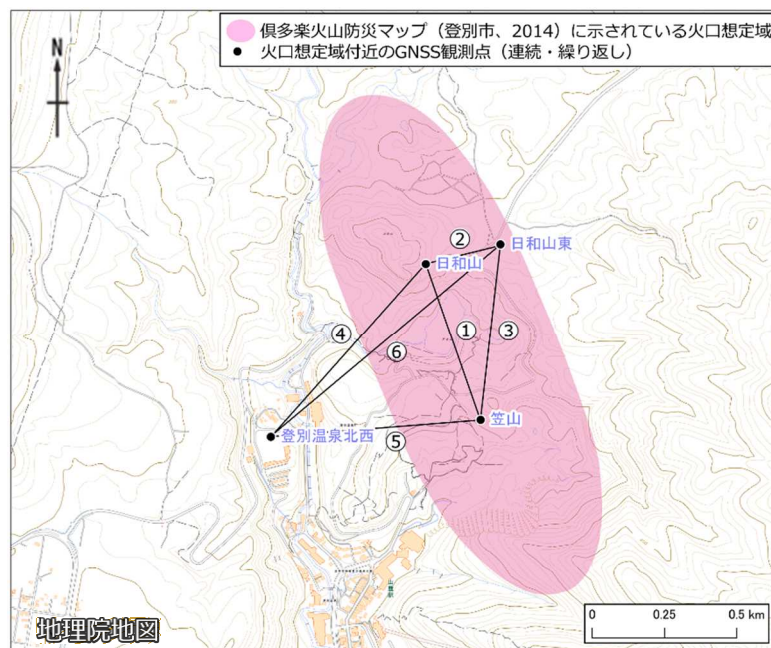 倶多楽火山防災マップ（登別市、2014）に示されている火口想定域
火口想定域付近のGNSS観測点（連続・繰り返し）
N
②
日和山東
日和山
④
①
③
⑥
笠山
登別温泉北西
⑤
地理院地図
0
0.25
0.5 km